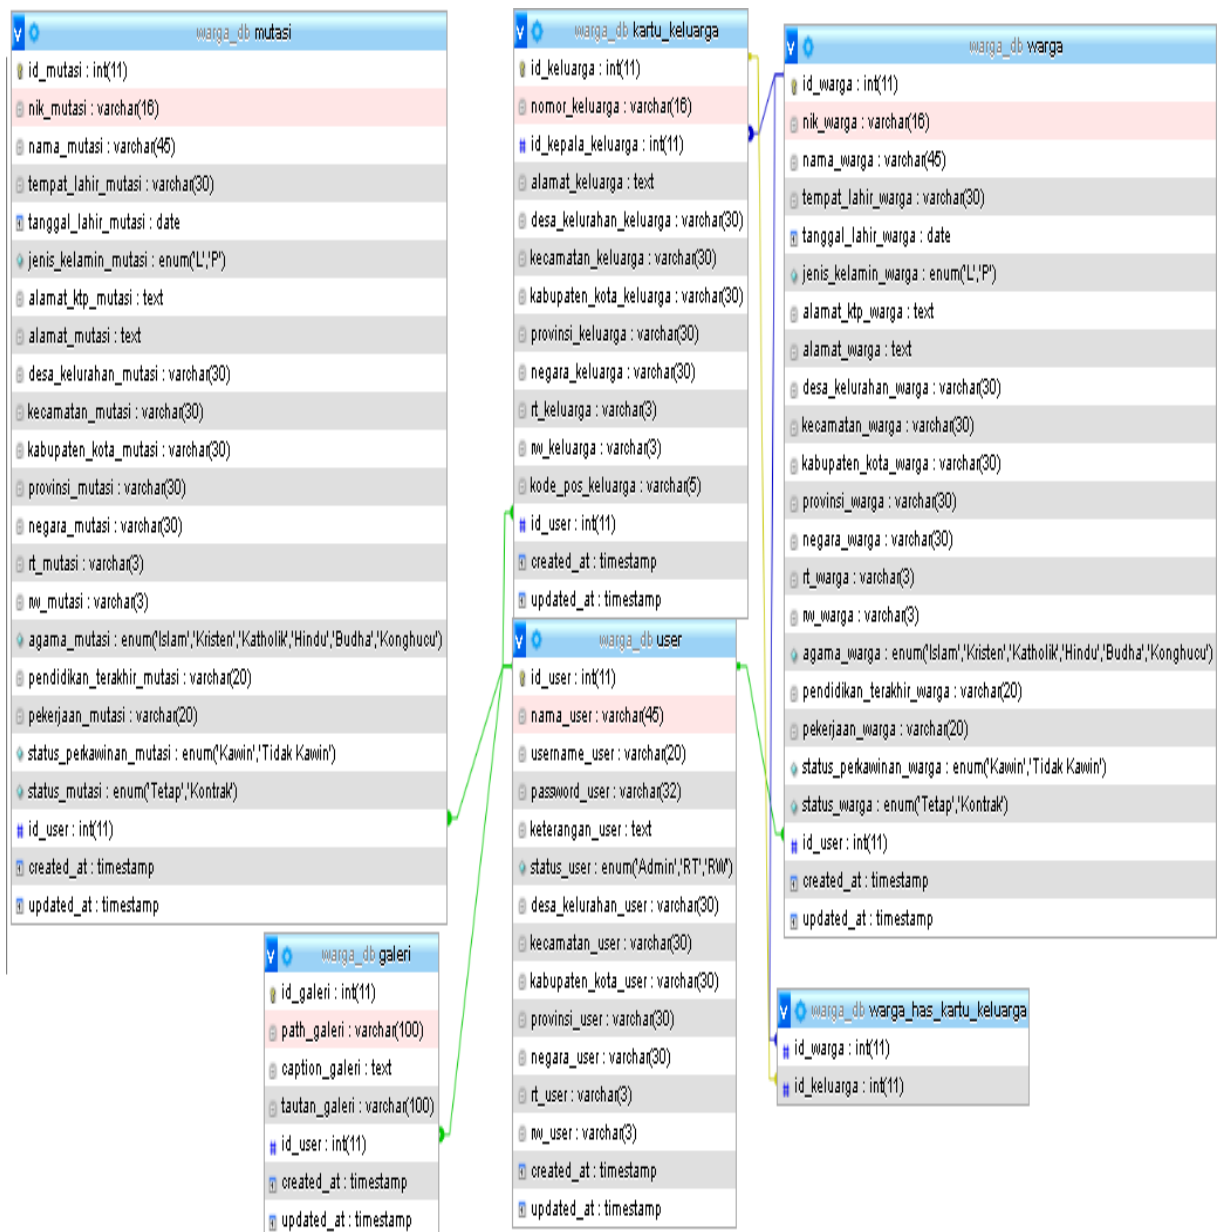 warga_db mutasi
id_mutasi : int(11)
nik_mutasi : varchar(16)
nama_mutasi : varchar(45)
tempat_lahir_mutasi : varchar(30)
tanggal_lahir_mutasi : date
jenis_kelamin_mutasi : enum('L','P')
alamat_ktp_mutasi : text
alamat_mutasi : text
desa_kelurahan_mutasi : varchar(30)
kecamatan_mutasi : varchar(30)
kabupaten_kota_mutasi : varchar(30)
provinsi_mutasi : varchar(30)
negara_mutasi : varchar(30)
rt_mutasi : varchar(3)
rw_mutasi : varchar(3)
agama_mutasi : enum('Islam','Kristen','Katholik','Hindu','Budha','Konghucu')
pendidikan_terakhir_mutasi : varchar(20)
pekerjaan_mutasi : varchar(20)
status_perkawinan_mutasi : enum('Kawin','Tidak Kawin')
status_mutasi : enum('Tetap','Kontrak')
id_user : int(11)
created_at : timestamp
updated_at : timestamp
warga_db kartu_keluarga
id_keluarga : int(11)
nomor_keluarga : varchar(16)
id_kepala_keluarga : int(11)
alamat_keluarga : text
desa_kelurahan_keluarga : varchar(30)
kecamatan_keluarga : varchar(30)
kabupaten_kota_keluarga : varchar(30)
provinsi_keluarga : varchar(30)
negara_keluarga : varchar(30)
rt_keluarga : varchar(3)
rw_keluarga : varchar(3)
kode_pos_keluarga : varchar(5)
id_user : int(11)
created_at : timestamp
updated_at : timestamp
warga_db warga
id_warga : int(11)
nik_warga : varchar(16)
nama_warga : varchar(45)
tempat_lahir_warga : varchar(30)
tanggal_lahir_warga : date
jenis_kelamin_warga : enum('L','P')
alamat_ktp_warga : text
alamat_warga : text
desa_kelurahan_warga : varchar(30)
kecamatan_warga : varchar(30)
kabupaten_kota_warga : varchar(30)
provinsi_warga : varchar(30)
negara_warga : varchar(30)
rt_warga : varchar(3)
rw_warga : varchar(3)
agama_warga : enum('Islam','Kristen','Katholik','Hindu','Budha','Konghucu')
pendidikan_terakhir_warga : varchar(20)
pekerjaan_warga : varchar(20)
status_perkawinan_warga : enum('Kawin','Tidak Kawin')
status_warga : enum('Tetap','Kontrak')
id_user : int(11)
created_at : timestamp
updated_at : timestamp
warga_db user
id_user : int(11)
nama_user : varchar(45)
username_user : varchar(20)
password_user : varchar(32)
keterangan_user : text
status_user : enum('Admin','RT','RW')
desa_kelurahan_user : varchar(30)
kecamatan_user : varchar(30)
kabupaten_kota_user : varchar(30)
provinsi_user : varchar(30)
negara_user : varchar(30)
rt_user : varchar(3)
rw_user : varchar(3)
created_at : timestamp
updated_at : timestamp
warga_db galeri
id_galeri : int(11)
path_galeri : varchar(100)
caption_galeri : text
tautan_galeri : varchar(100)
id_user : int(11)
created_at : timestamp
updated_at : timestamp
warga_db warga_has_kartu_keluarga
id_warga : int(11)
id_keluarga : int(11)